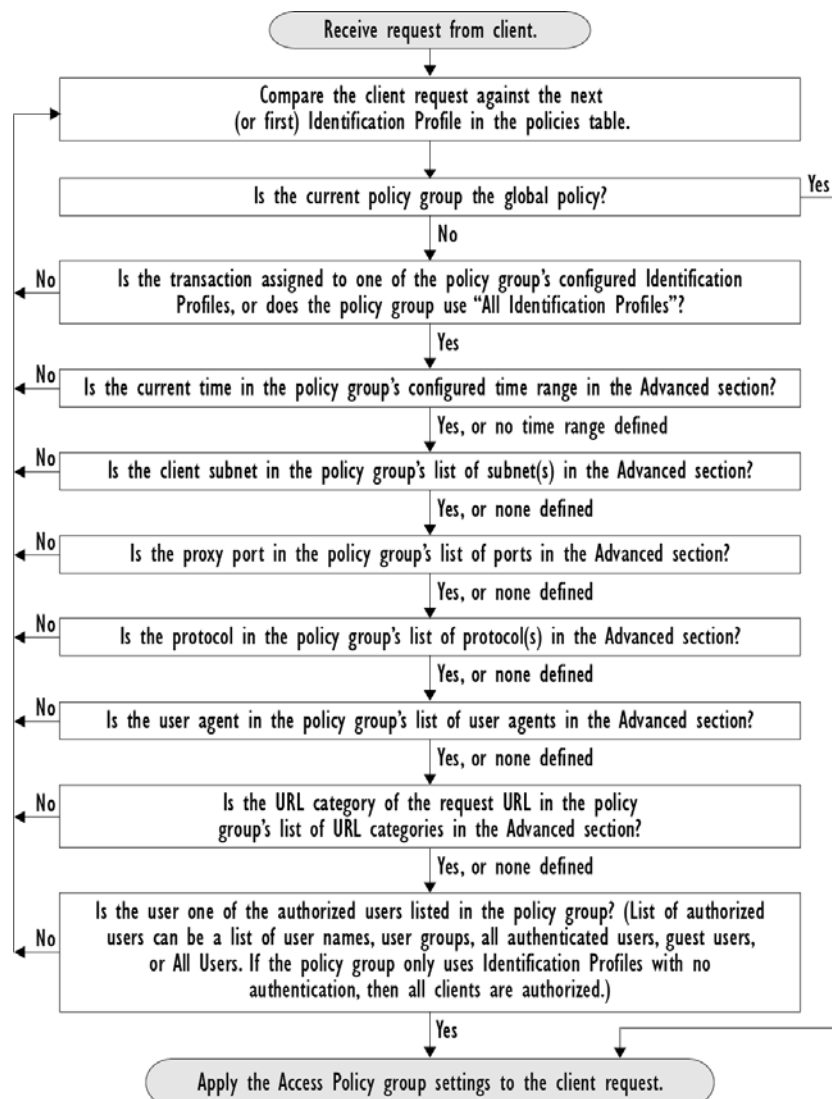 Receive request from client.
Compare the client request against the next
(or first) Identification Profile in the policies table.
Is the current policy group the global policy?
Yes
No
Is the transaction assigned to one of the policy group's configured Identification
Profiles, or does the policy group use “All Identification Profiles”?
No
Yes
Is the current time in the policy group's configured time range in the Advanced section?
No
Yes, or no time range defined
Is the client subnet in the policy group's list of subnet(s) in the Advanced section?
No
Yes, or none defined
Is the proxy port in the policy group's list of ports in the Advanced section?
No
Yes, or none defined
Is the protocol in the policy group's list of protocol(s) in the Advanced section?
No
Yes, or none defined
Is the user agent in the policy group's list of user agents in the Advanced section?
No
Yes, or none defined
Is the URL category of the request URL in the policy
group's list of URL categories in the Advanced section?
No
Yes, or none defined
Is the user one of the authorized users listed in the policy group? (List of authorized
users can be a list of user names, user groups, all authenticated users, guest users,
or All Users. If the policy group only uses Identification Profiles with no
authentication, then all clients are authorized.)
No
Yes
Apply the Access Policy group settings to the client request.